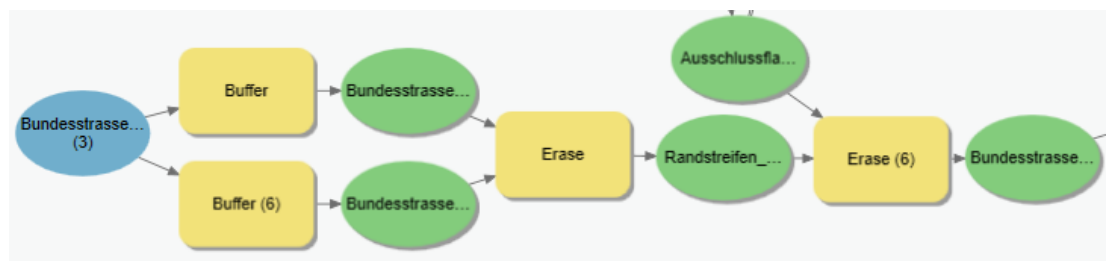 Bundesstrasse...
(3)
Buffer
Buffer (6)
Bundesstrasse...
Bundesstrasse...
Erase
Ausschlussfla...
Randstreifen_...
Erase (6)
Bundesstrasse...